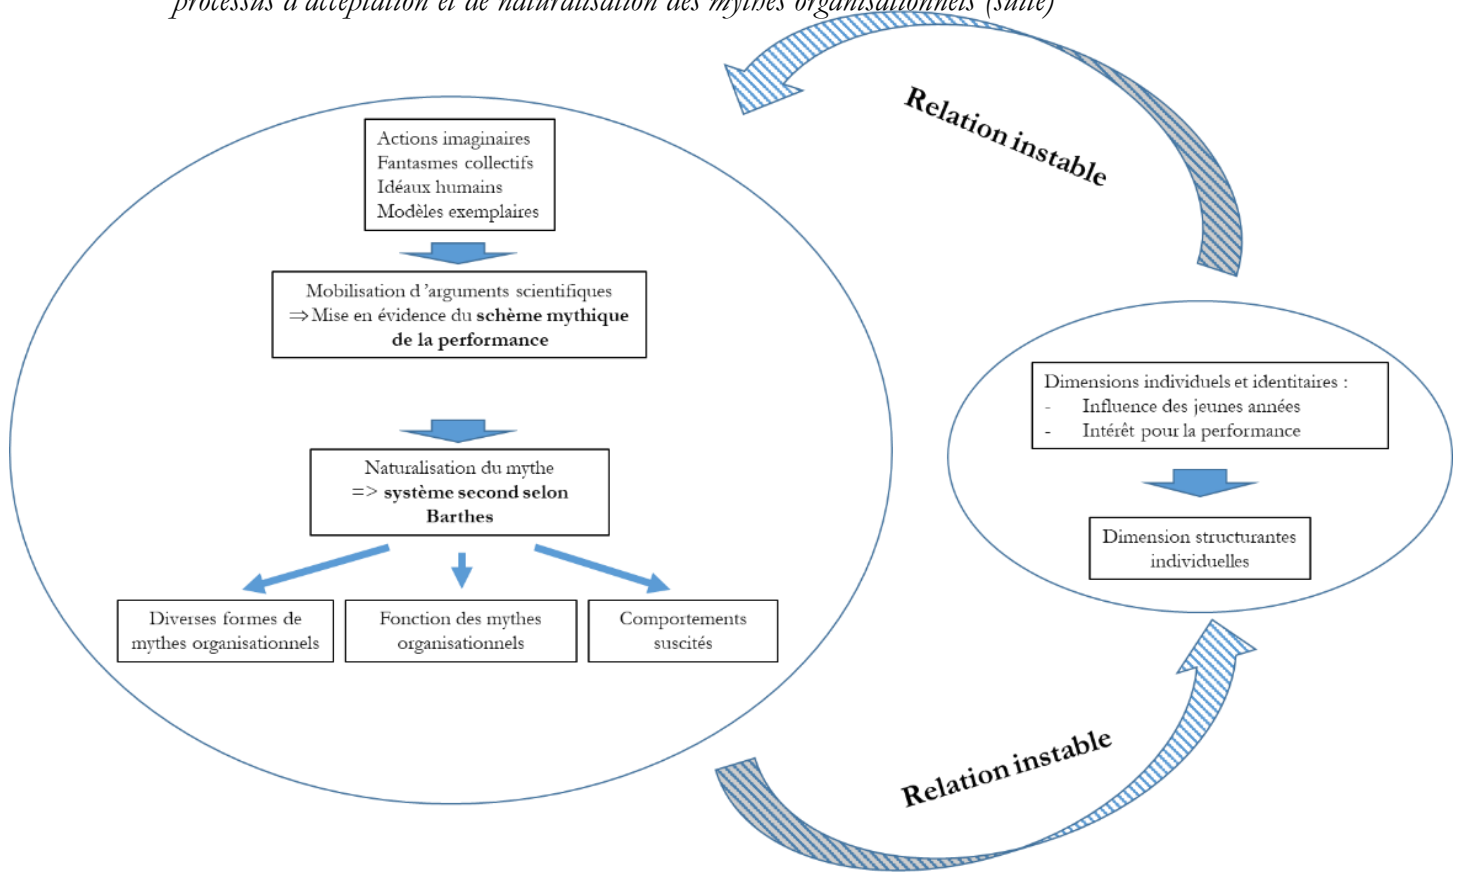 processus d'acceptation et de naturalisation des mythes organisationnels (suite)
Actions imaginaires
Fantasmes collectifs
Idéaux humains
Modèles exemplaires
Mobilisation d'arguments scientifiques
⇒Mise en évidence du schème mythique
de la performance
Naturalisation du mythe
=> système second selon
Barthes
Diverses formes de
mythes organisationnels
Fonction des mythes
organisationnels
Comportements
suscités
Relation instable
Dimensions individuels et identitaires :
- Influence des jeunes années
- Intérêt pour la performance
Dimension structurantes
individuelles
Relation instable